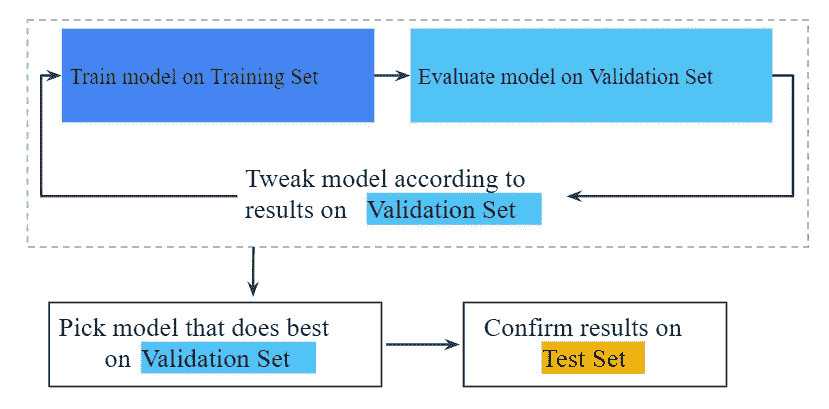 Train model on Training Set
Evaluate model on Validation Set
Tweak model according to
results on Validation Set
Pick model that does best
on Validation Set
Confirm results on
Test Set